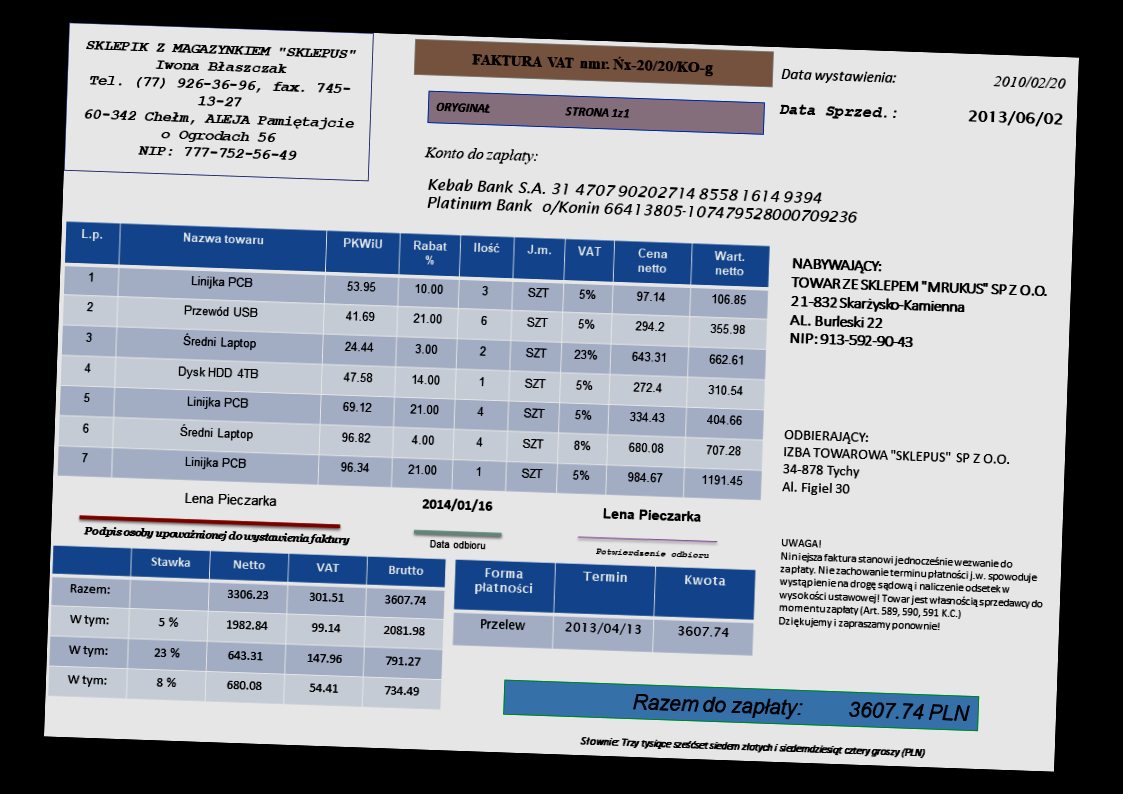 SKLEPIK Z MAGAZYNKIEM "SKLEPUS"
Iwona Błaszczak
Tel. (77) 926-36-96, fax. 745-
13-27
60-342 Chełm, ALEJA Pamiętajcie
o Ogrodach 56
NIP: 777-752-56-49
FAKTURA VAT nmr. Ńx-20/20/KO-g
ORYGINAŁ STRONA 1z1
Data wystawienia: 2010/02/20
Data Sprzed.: 2013/06/02
Konto do zapłaty:
Kebab Bank S.A. 31 4707 90202714 8558 1614 9394
Platinum Bank o/Konin 66413805-107479528000709236
L.p. Nazwa towaru PKWiU Rabat % Ilość J.m. VAT Cena netto Wart. netto
1 Linijka PCB 53.95 10.00 3 SZT 5% 97.14 106.85
2 Przewód USB 41.69 21.00 6 SZT 5% 294.2 355.98
3 Średni Laptop 24.44 3.00 2 SZT 23% 643.31 662.61
4 Dysk HDD 4TB 47.58 14.00 1 SZT 5% 272.4 310.54
5 Linijka PCB 69.12 21.00 4 SZT 5% 334.43 404.66
6 Średni Laptop 96.82 4.00 4 SZT 8% 680.08 707.28
7 Linijka PCB 96.34 21.00 1 SZT 5% 984.67 1191.45
NABYWAJĄCY:
TOWARZE SKLEPEM "MRUKUS" SP Z O.O.
21-832 Skarżysko-Kamienna
AL. Burleski 22
NIP: 913-592-90-43
ODBIERAJĄCY:
IZBA TOWAROWA "SKLEPUS" SP Z O.O.
34-878 Tychy
Al. Figiel 30
Lena Pieczarka
Podpis osoby upoważnionej do wystawienia faktury
2014/01/16
Data odbioru
Lena Pieczarka
Potwierdzenie odbioru
Stawka Netto VAT Brutto
Razem: 3306.23 301.51 3607.74
W tym: 5 % 1982.84 99.14 2081.98
W tym: 23 % 643.31 147.96 791.27
W tym: 8 % 680.08 54.41 734.49
Forma płatności Termin Kwota
Przelew 2013/04/13 3607.74
UWAGA!
Niniejsza faktura stanowi jednocześnie wezwanie do
zapłaty. Nie zachowanie terminu płatności j.w. spowoduje
wystąpienie na drogę sądową i naliczenie odsetek w
wysokości ustawowej! Towar jest własnością sprzedawcy do
momentu zapłaty (Art. 589, 590, 591 K.C.)
Dziękujemy i zapraszamy ponownie!
Razem do zapłaty: 3607.74 PLN
Słownie: Trzy tysiące sześćset siedem złotych i siedemdziesiąt cztery groszy (PLN)